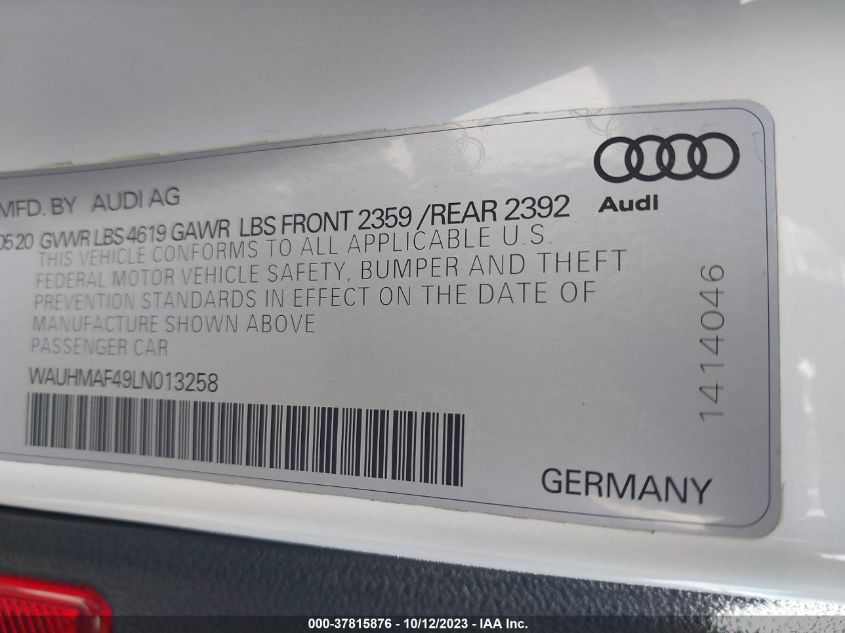 Audi
MFD. BY AUDI AG
05.20 GVWR LBS 4619 GAWR LBS FRONT 2359 /REAR 2392
THIS VEHICLE CONFORMS TO ALL APPLICABLE U.S.
FEDERAL MOTOR VEHICLE SAFETY, BUMPER AND THEFT
PREVENTION STANDARDS IN EFFECT ON THE DATE OF
MANUFACTURE SHOWN ABOVE
PASSENGER CAR
WAUHMAF49LN013258
1414046
GERMANY
000-37815876 - 10/12/2023 - IAA Inc.